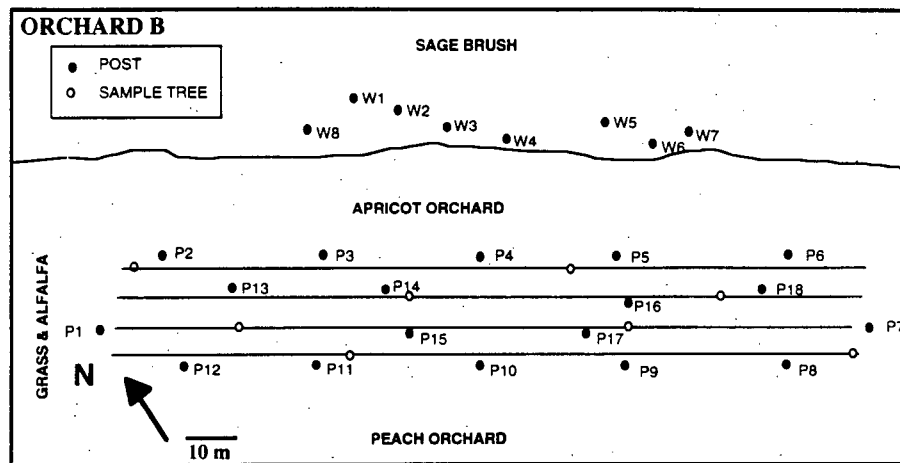 ORCHARD B
SAGE BRUSH
POST
SAMPLE TREE
W1
W2
W3
W4
W5
W6
W7
W8
APRICOT ORCHARD
P2
P3
P4
P5
P6
P13
P14
P18
P16
P1
P15
P17
P7
P12
P11
P10
P9
P8
GRASS & ALFALFA
N
10 m
PEACH ORCHARD